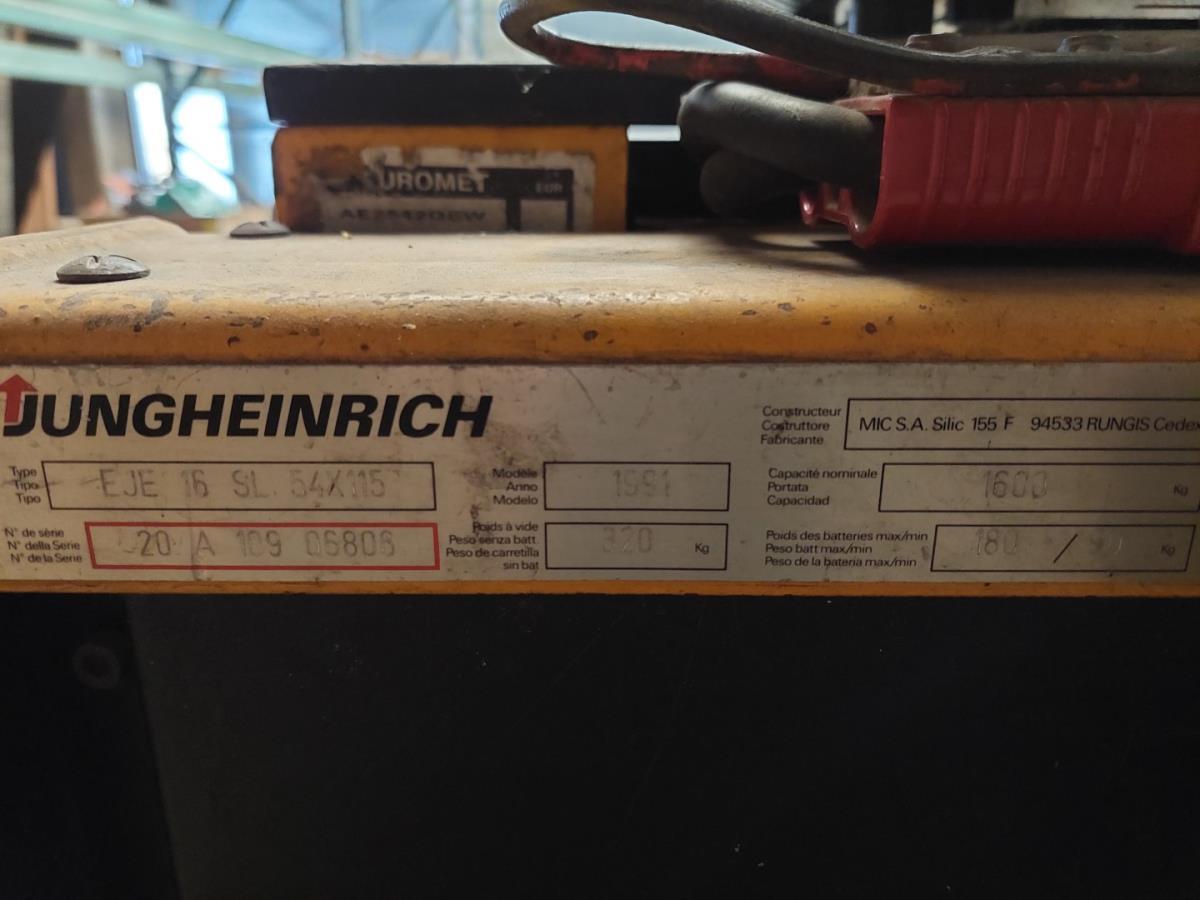 UROMET EUR
JUNGHEINRICH
Constructeur
Costruttore
Fabricante
MIC S.A. Silic 155 F 94533 RUNGIS Cedex
Type
Tipo
Tipo
EJE 16 SL. 54X115
Modèle
Anno
Modelo
1991
Capacité nominale
Portata
Capacidad
1600 Kg
N° de série
N° della Serie
N° de la Serie
20 A 109 06806
Poids à vide
Peso senza batt.
Peso de carretilla
sin bat
320 Kg
Poids des batteries max/min
Peso batt max/min
Peso de la bateria max/min
180 / Kg